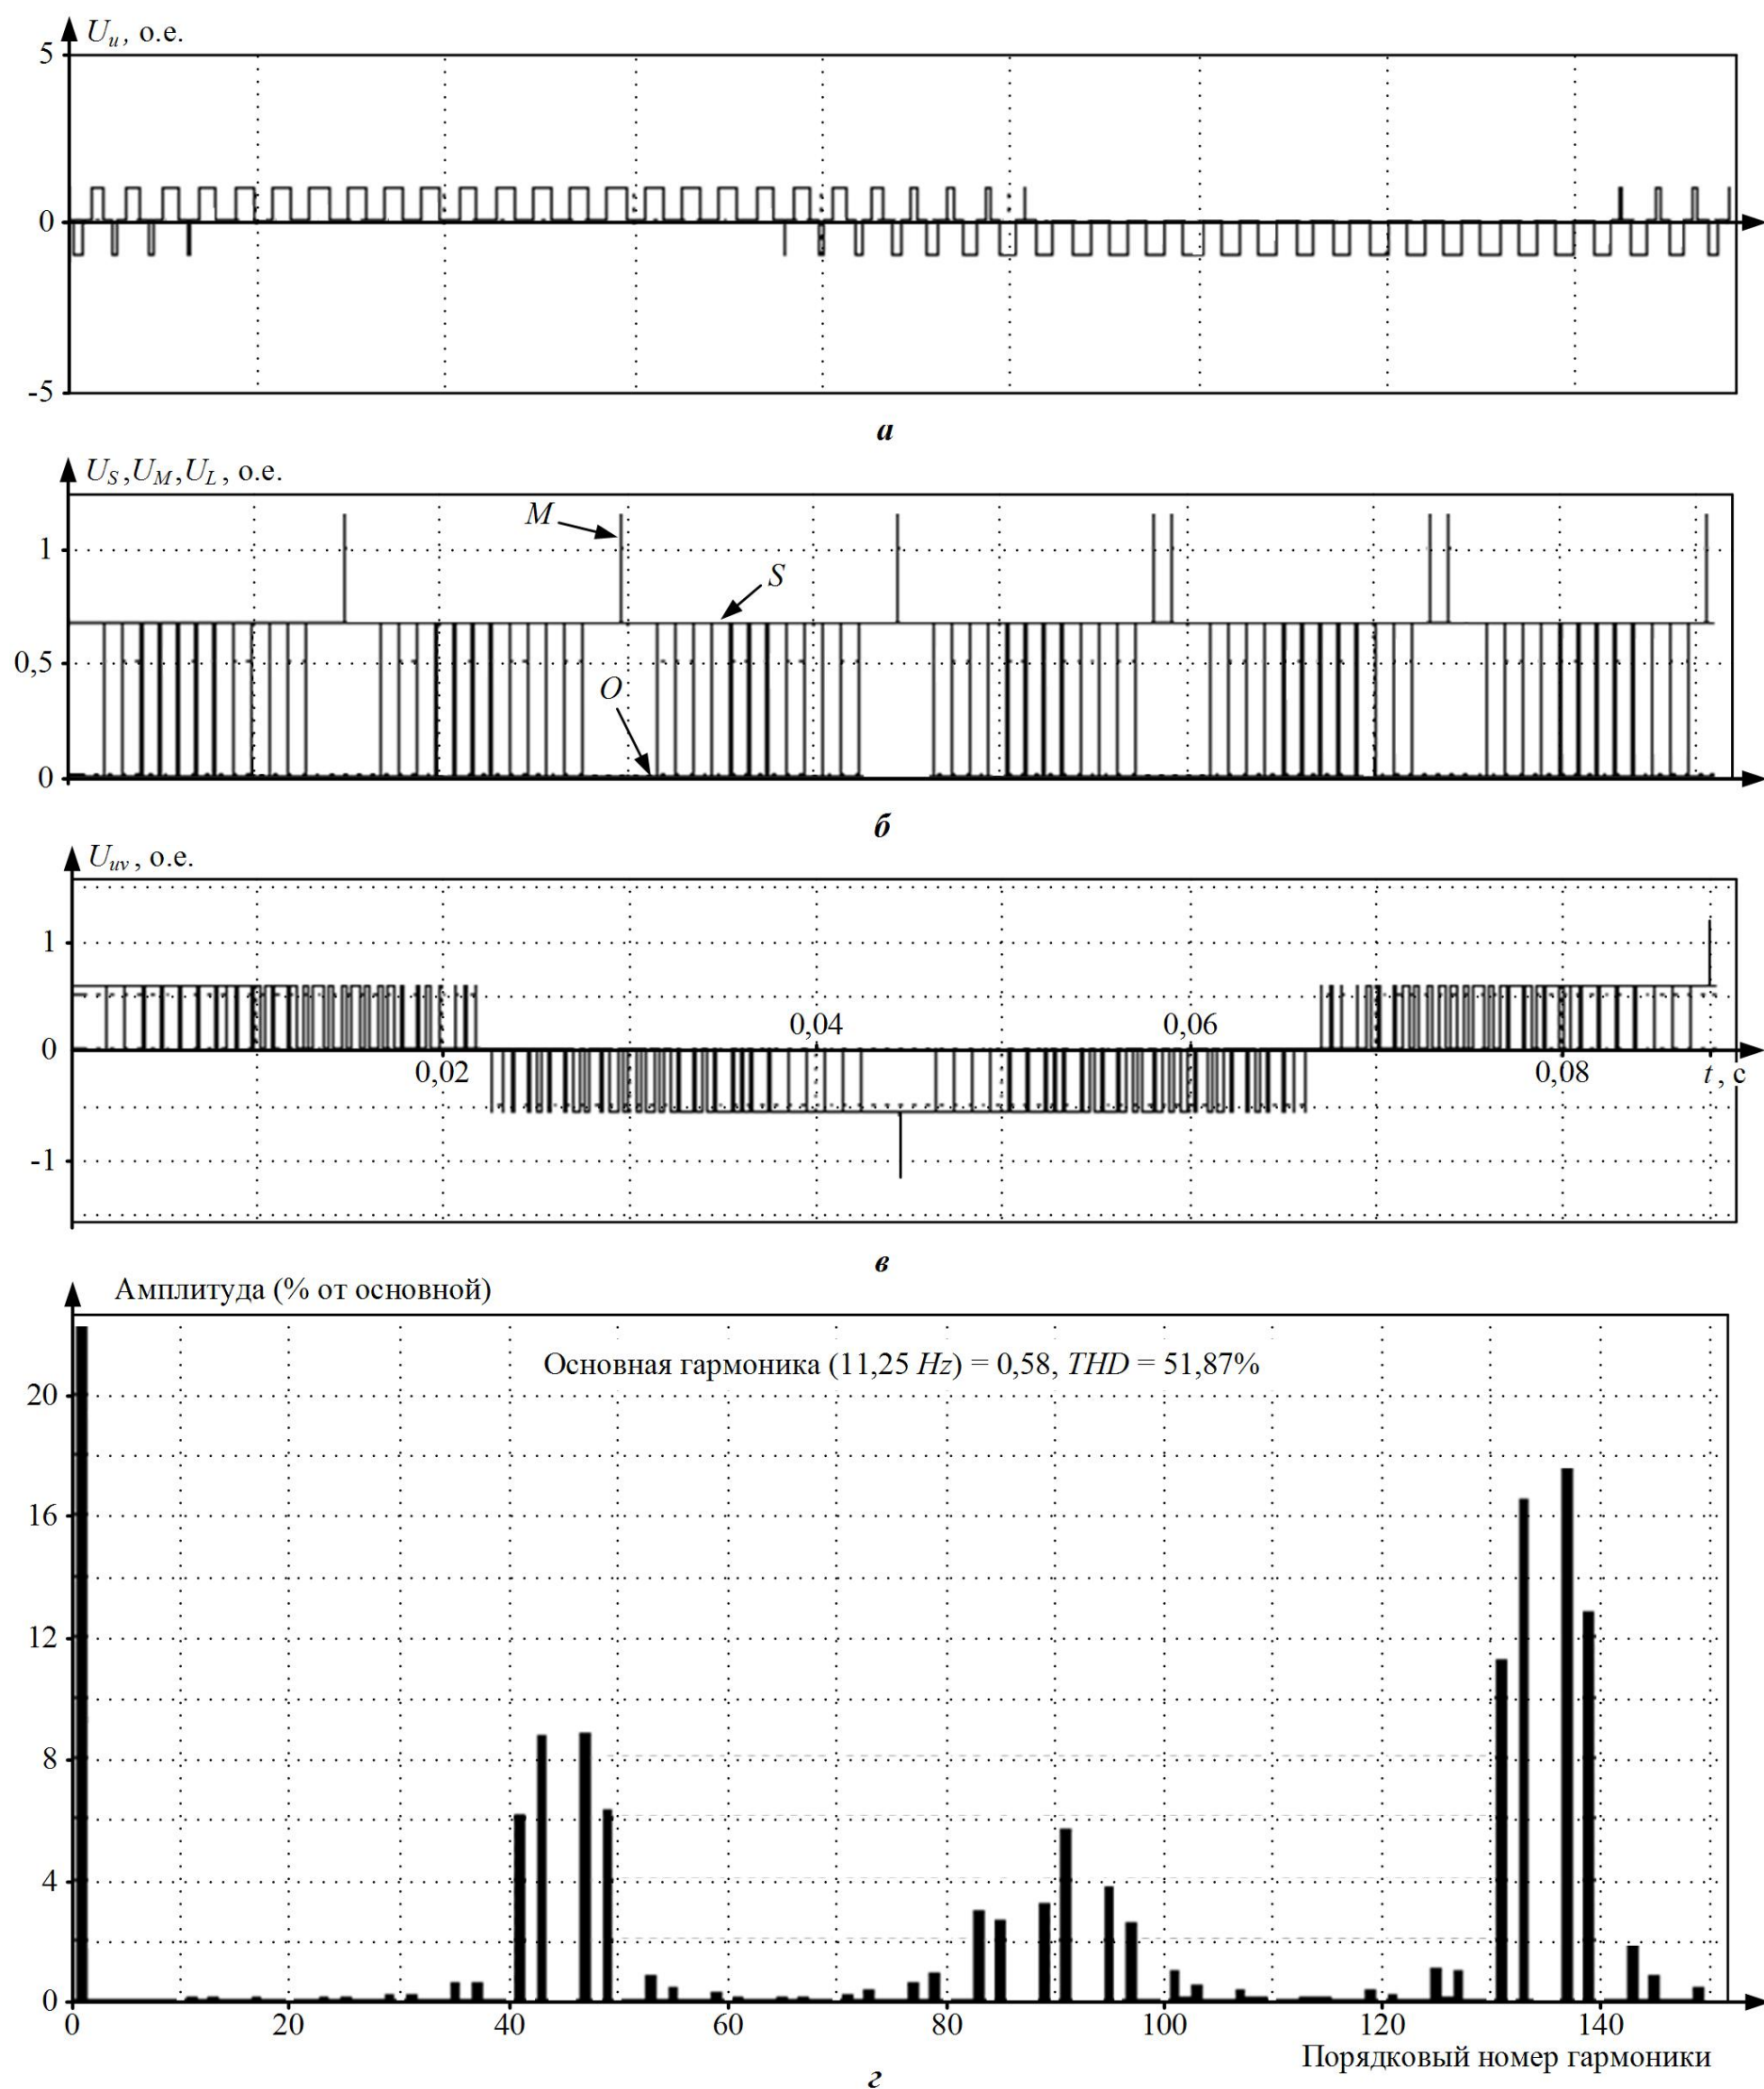 U_u, о.е.
5
0
-5
а
U_S, U_M, U_L, о.е.
M
1
S
0,5
O
0
б
U_uv, о.е.
1
0,04
0,06
0
0,02
0,08
t, с
-1
в
Амплитуда (% от основной)
Основная гармоника (11,25 Hz) = 0,58, THD = 51,87%
20
16
12
8
4
0
0 20 40 60 80 100 120 140
Порядковый номер гармоники
г